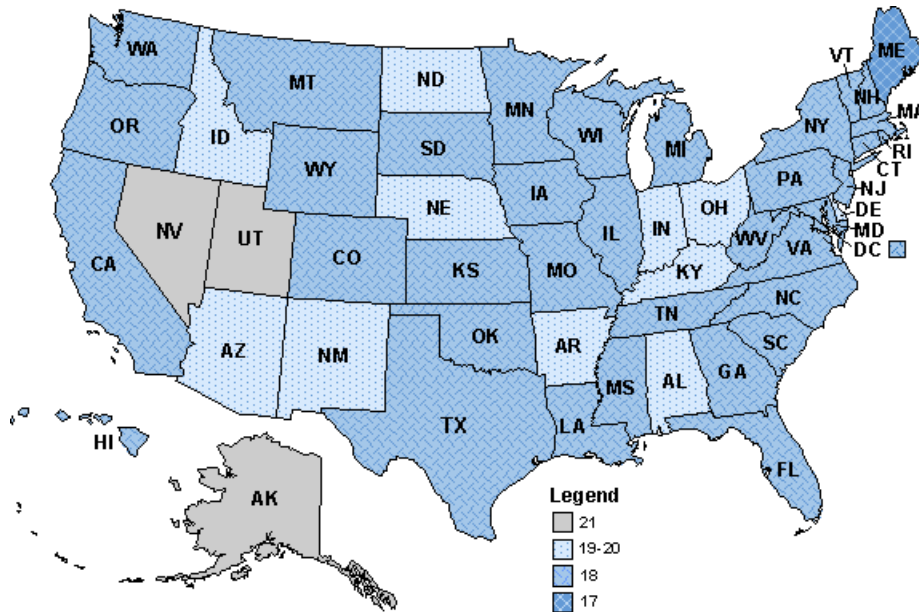 WA
MT
ND
MN
VT
ME
NH
MA
OR
ID
WY
SD
WI
MI
NY
RI
CT
NV
UT
CO
NE
IA
IL
IN
OH
PA
NJ
DE
MD
DC
CA
KS
MO
KY
WV
VA
AZ
NM
OK
AR
TN
NC
SC
TX
LA
MS
AL
GA
FL
HI
AK
Legend
21
19-20
18
17